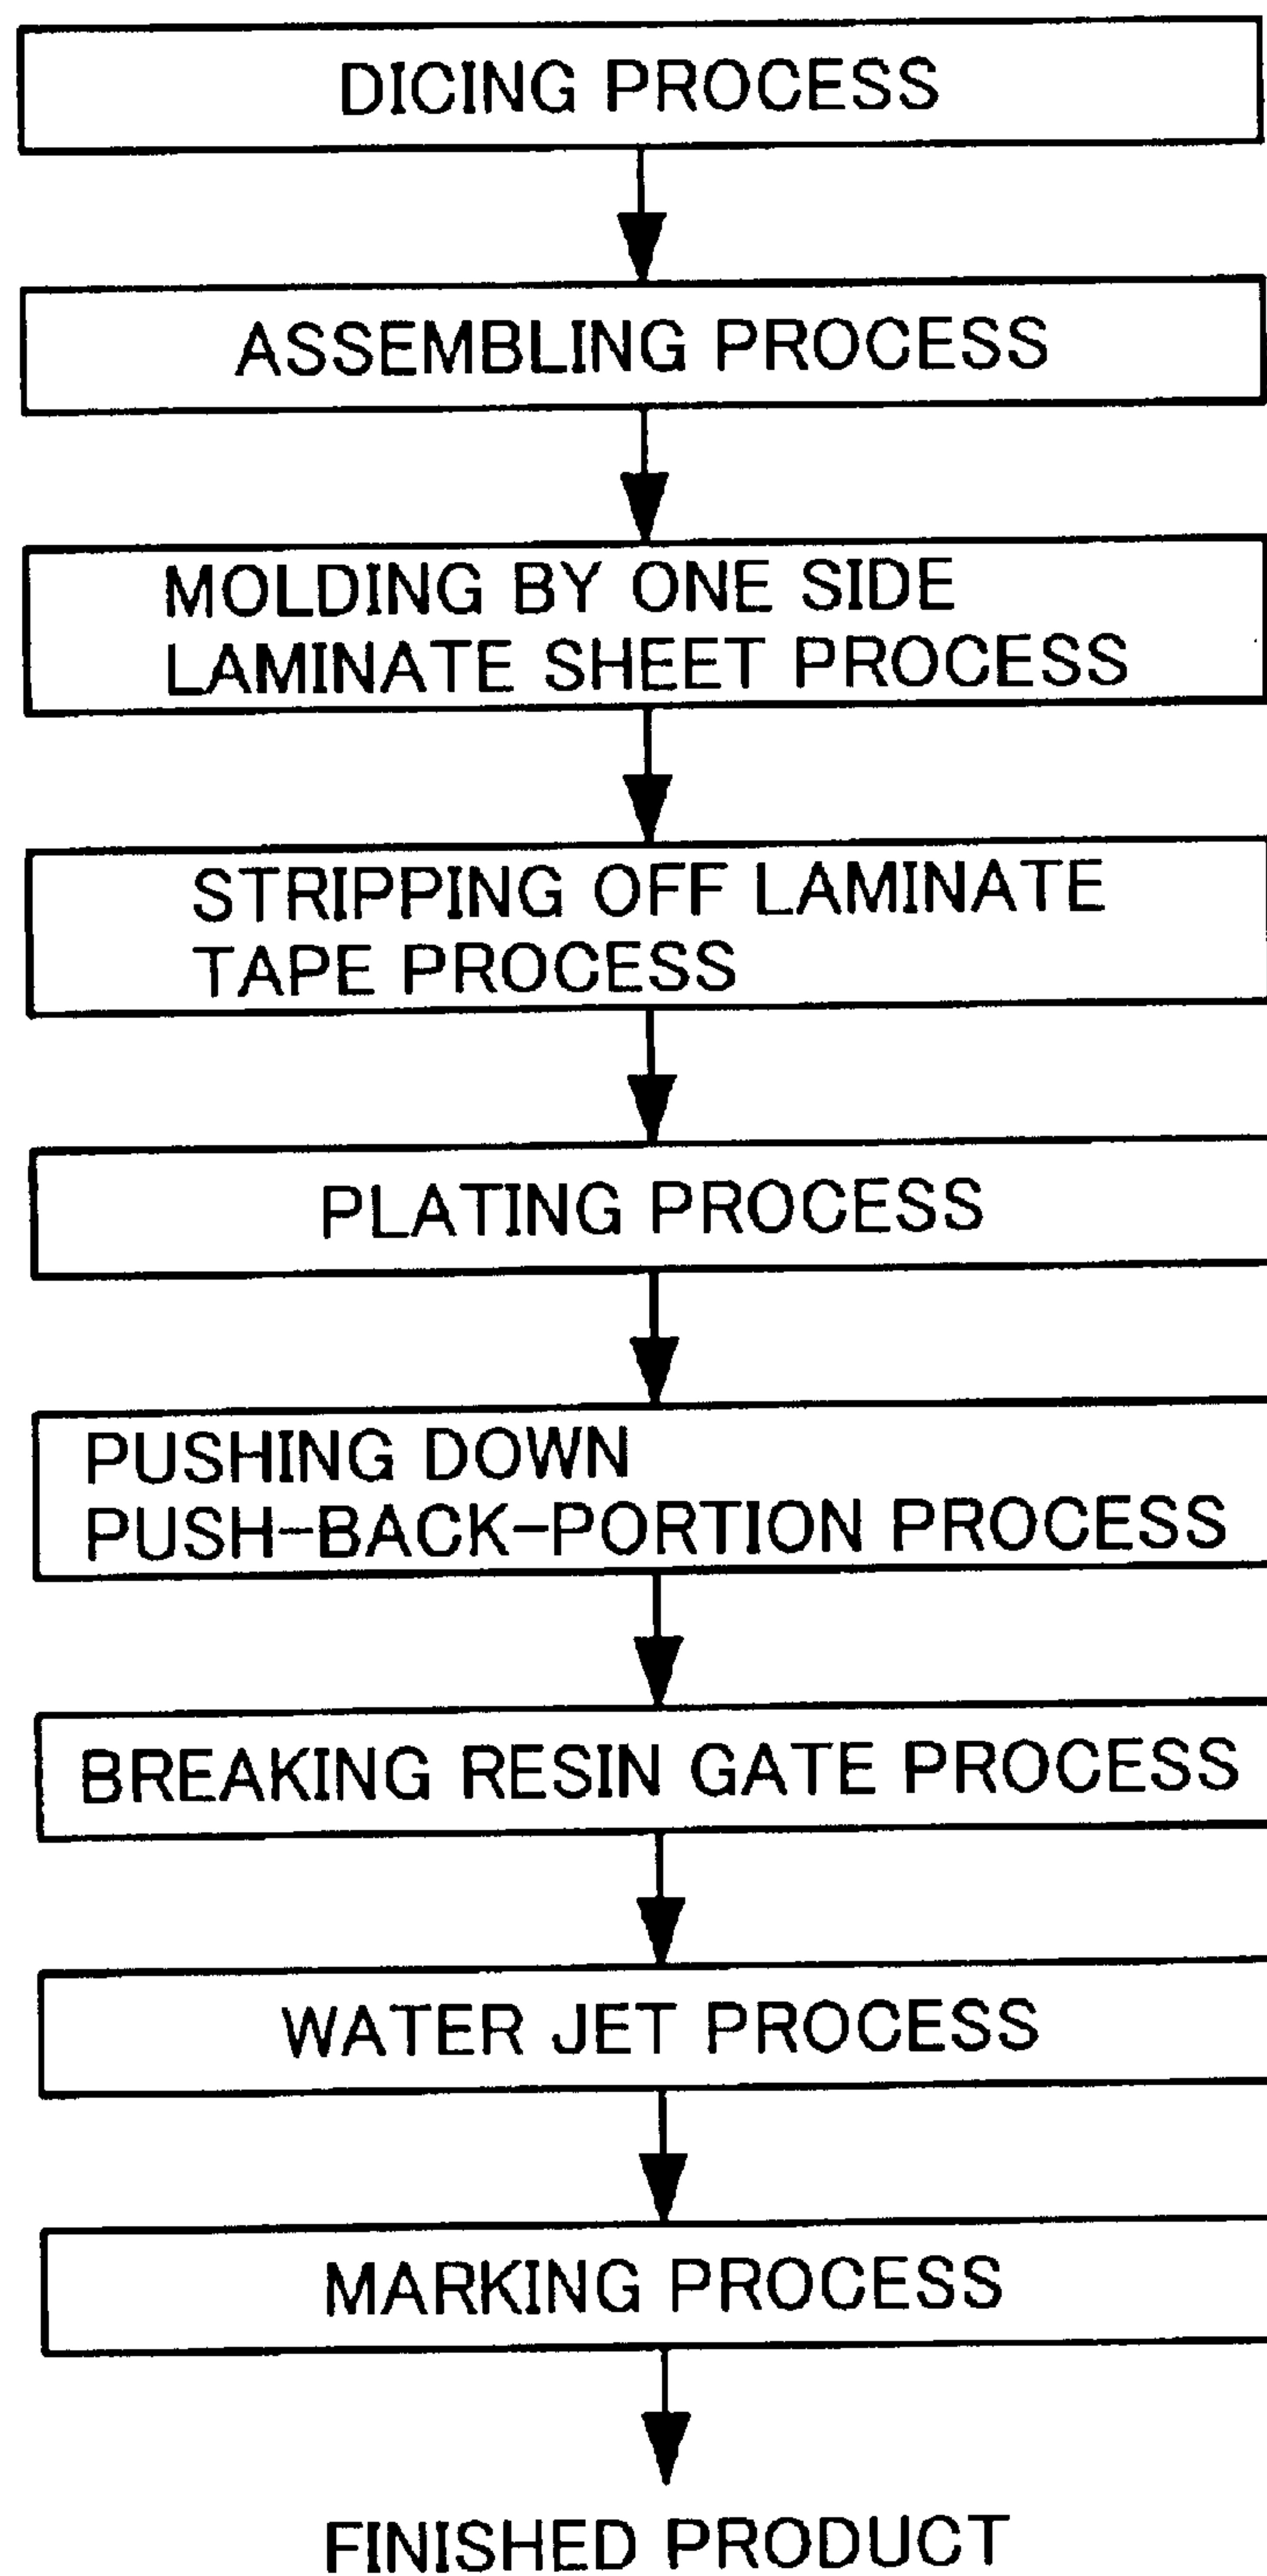 DICING PROCESS
ASSEMBLING PROCESS
MOLDING BY ONE SIDE
LAMINATE SHEET PROCESS
STRIPPING OFF LAMINATE
TAPE PROCESS
PLATING PROCESS
PUSHING DOWN
PUSH-BACK-PORTION PROCESS
BREAKING RESIN GATE PROCESS
WATER JET PROCESS
MARKING PROCESS
FINISHED PRODUCT